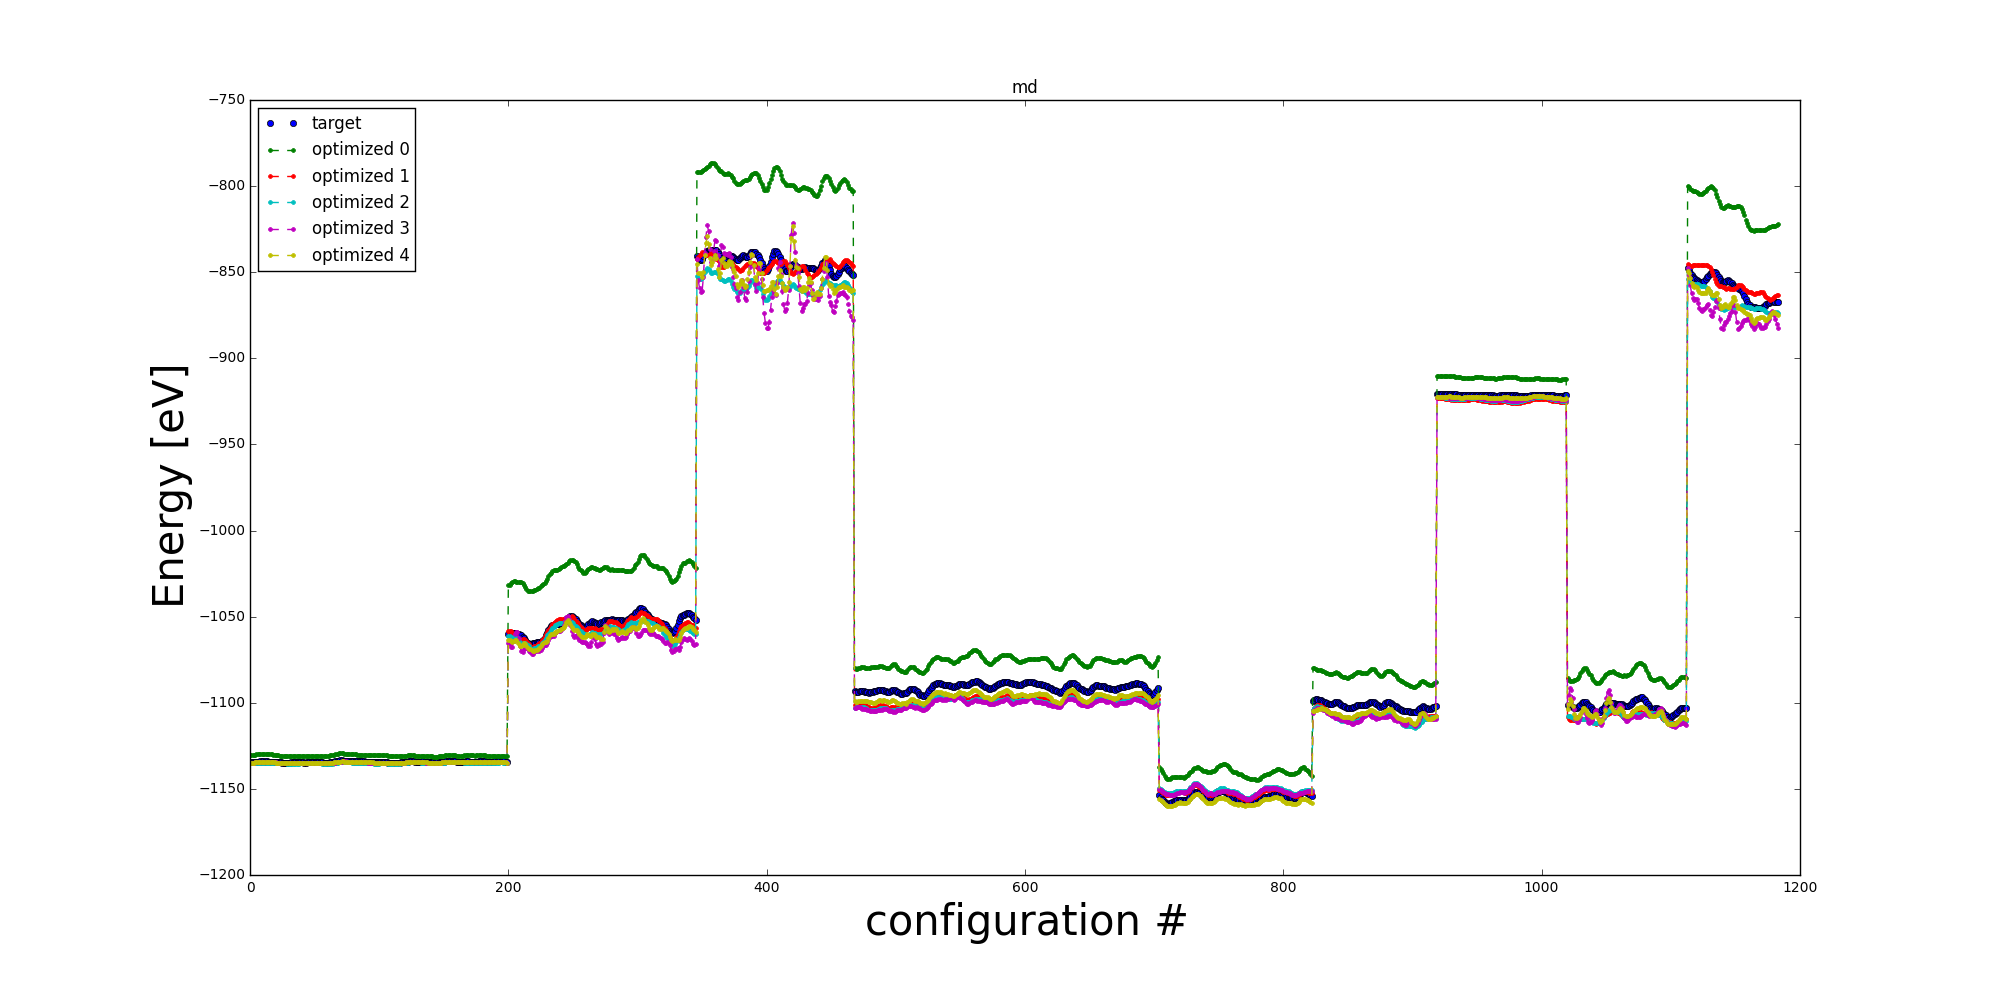 md
target
optimized 0
optimized 1
optimized 2
optimized 3
optimized 4
Energy [eV]
−750
−800
−850
−900
−950
−1000
−1050
−1100
−1150
−1200
0 200 400 600 800 1000 1200
configuration #